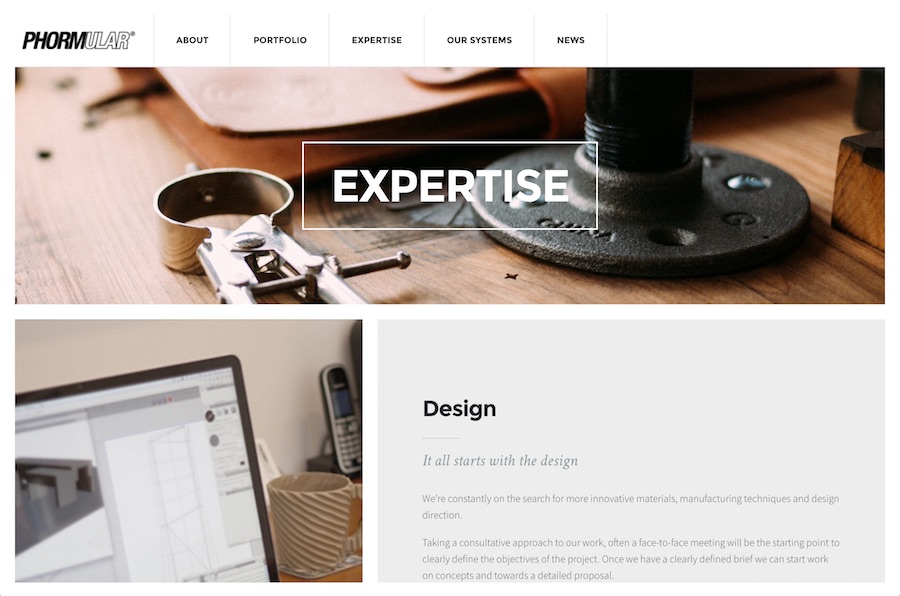 PHORMULAR®
ABOUT
PORTFOLIO
EXPERTISE
OUR SYSTEMS
NEWS
EXPERTISE
Design
It all starts with the design
We're constantly on the search for more innovative materials, manufacturing techniques and design
direction.
Taking a consultative approach to our work, often a face-to-face meeting will be the starting point to
clearly define the objectives of the project. Once we have a clearly defined brief we can start work
on concepts and towards a detailed proposal.